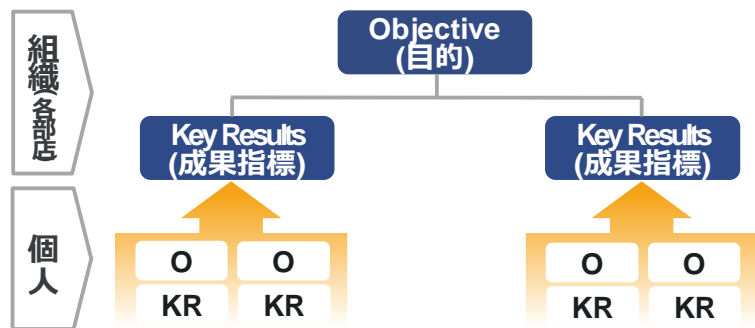 組織(各部店)
Objective
(目的)
Key Results
(成果指標)
Key Results
(成果指標)
個人
O O
KR KR
O O
KR KR